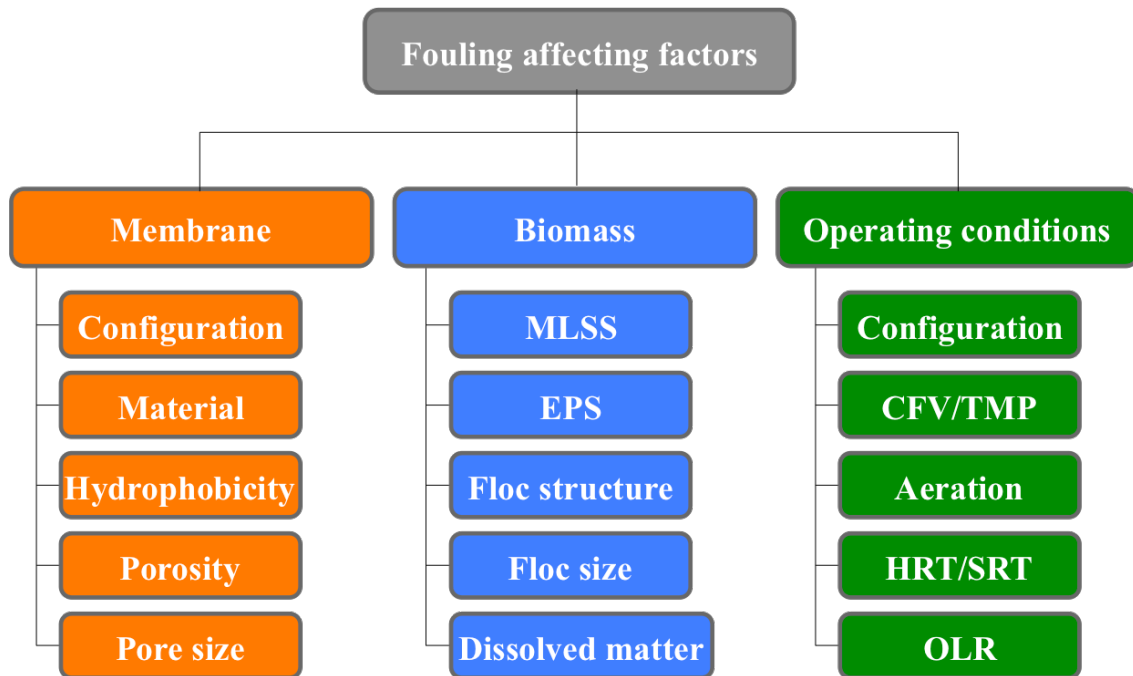 Fouling affecting factors
Membrane
Configuration
Material
Hydrophobicity
Porosity
Pore size
Biomass
MLSS
EPS
Floc structure
Floc size
Dissolved matter
Operating conditions
Configuration
CFV/TMP
Aeration
HRT/SRT
OLR